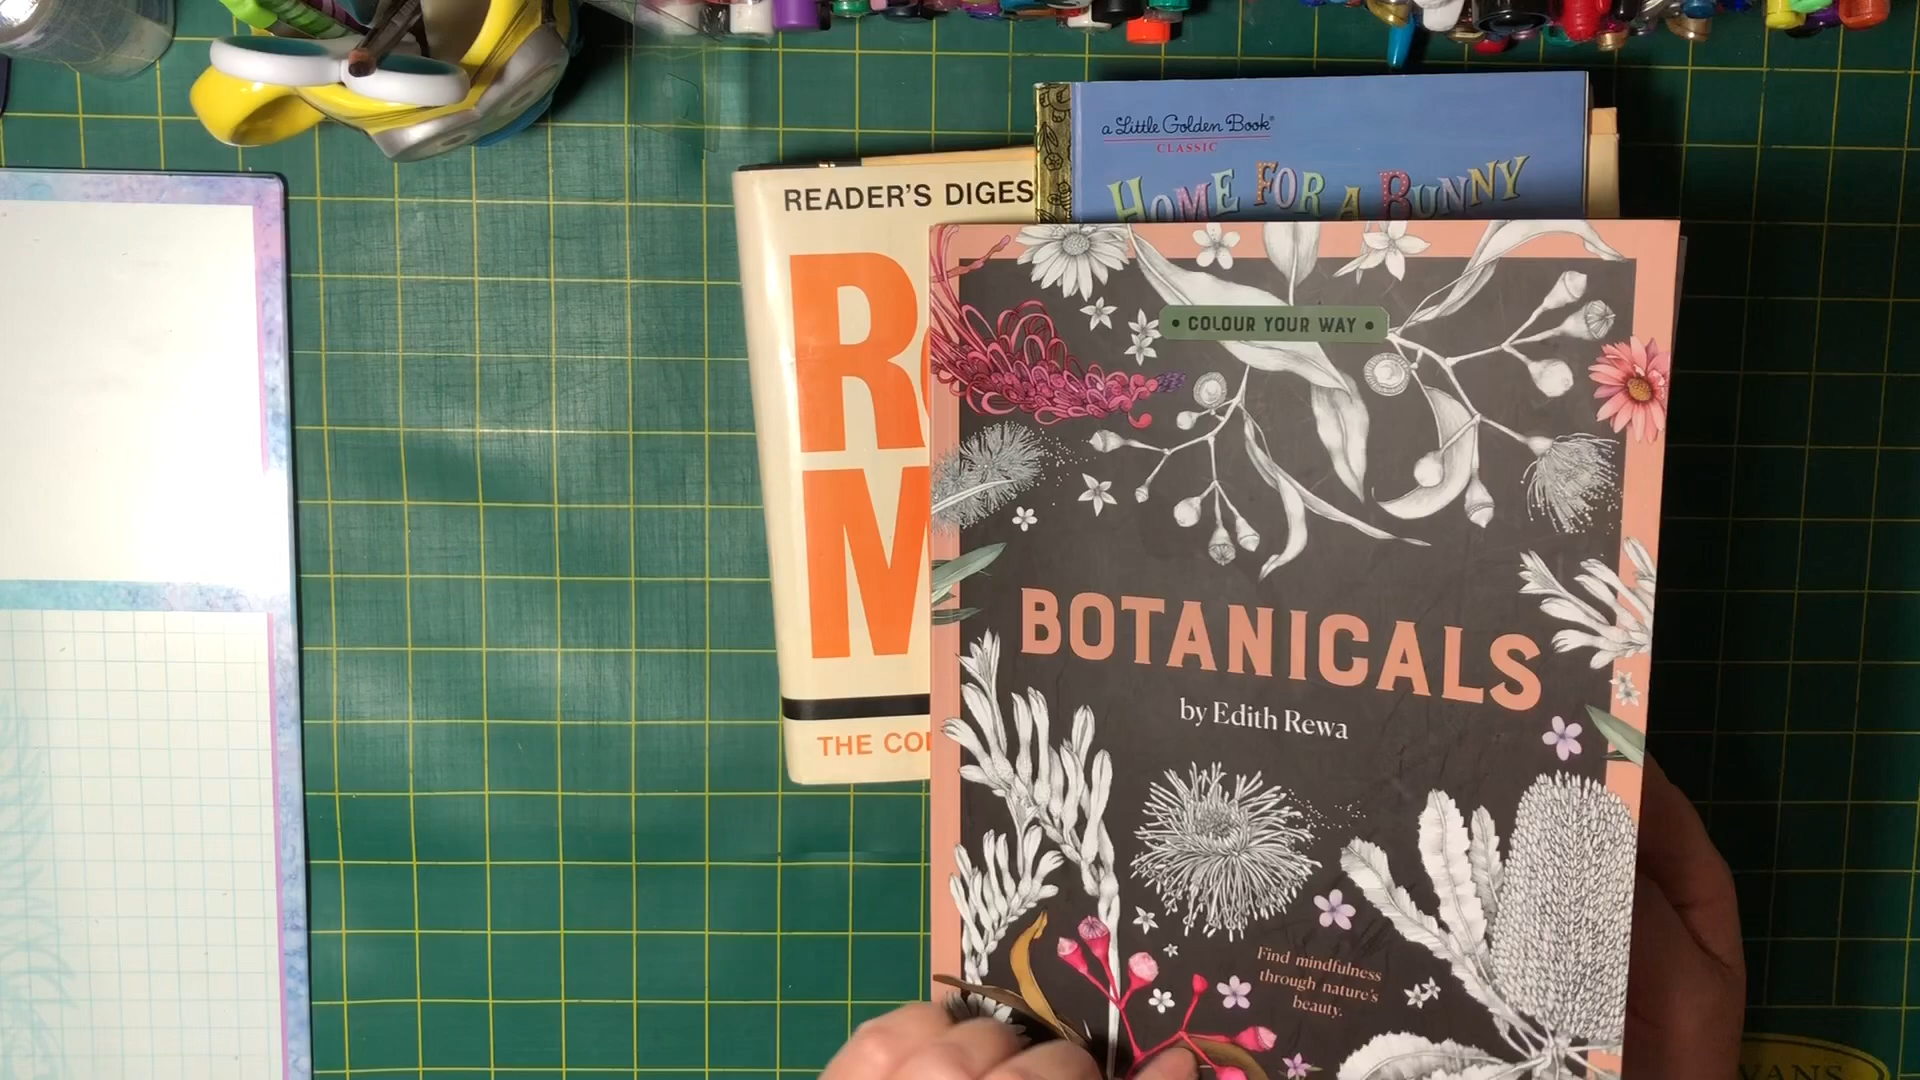 READER'S DIGES
R
M
THE CO
a Little Golden Book
CLASSIC
HOME FOR A BUNNY
• COLOUR YOUR WAY •
BOTANICALS
by Edith Rewa
Find mindfulness
through nature's
beauty.
VANS